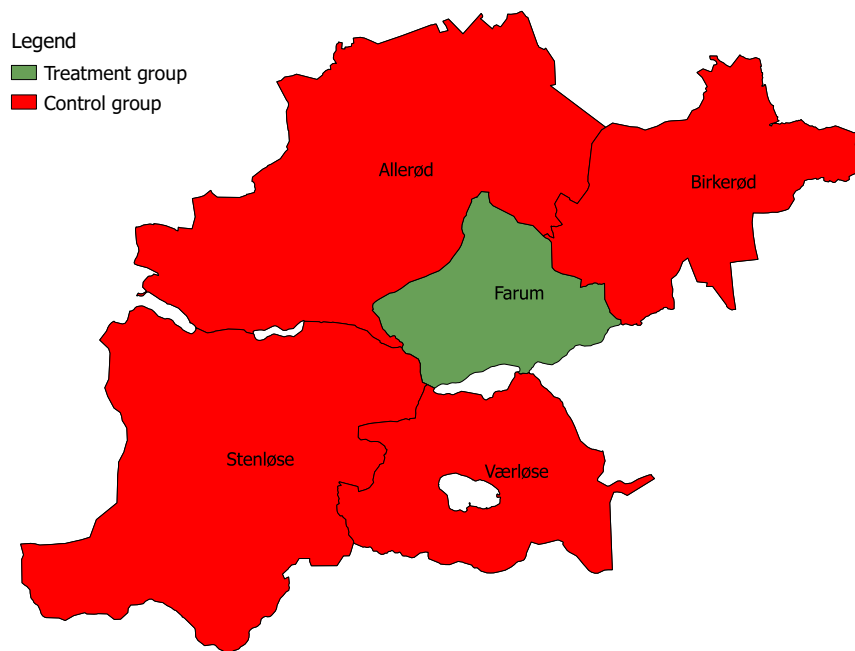 Legend
Treatment group
Control group
Allerød
Birkerød
Farum
Stenløse
Værløse